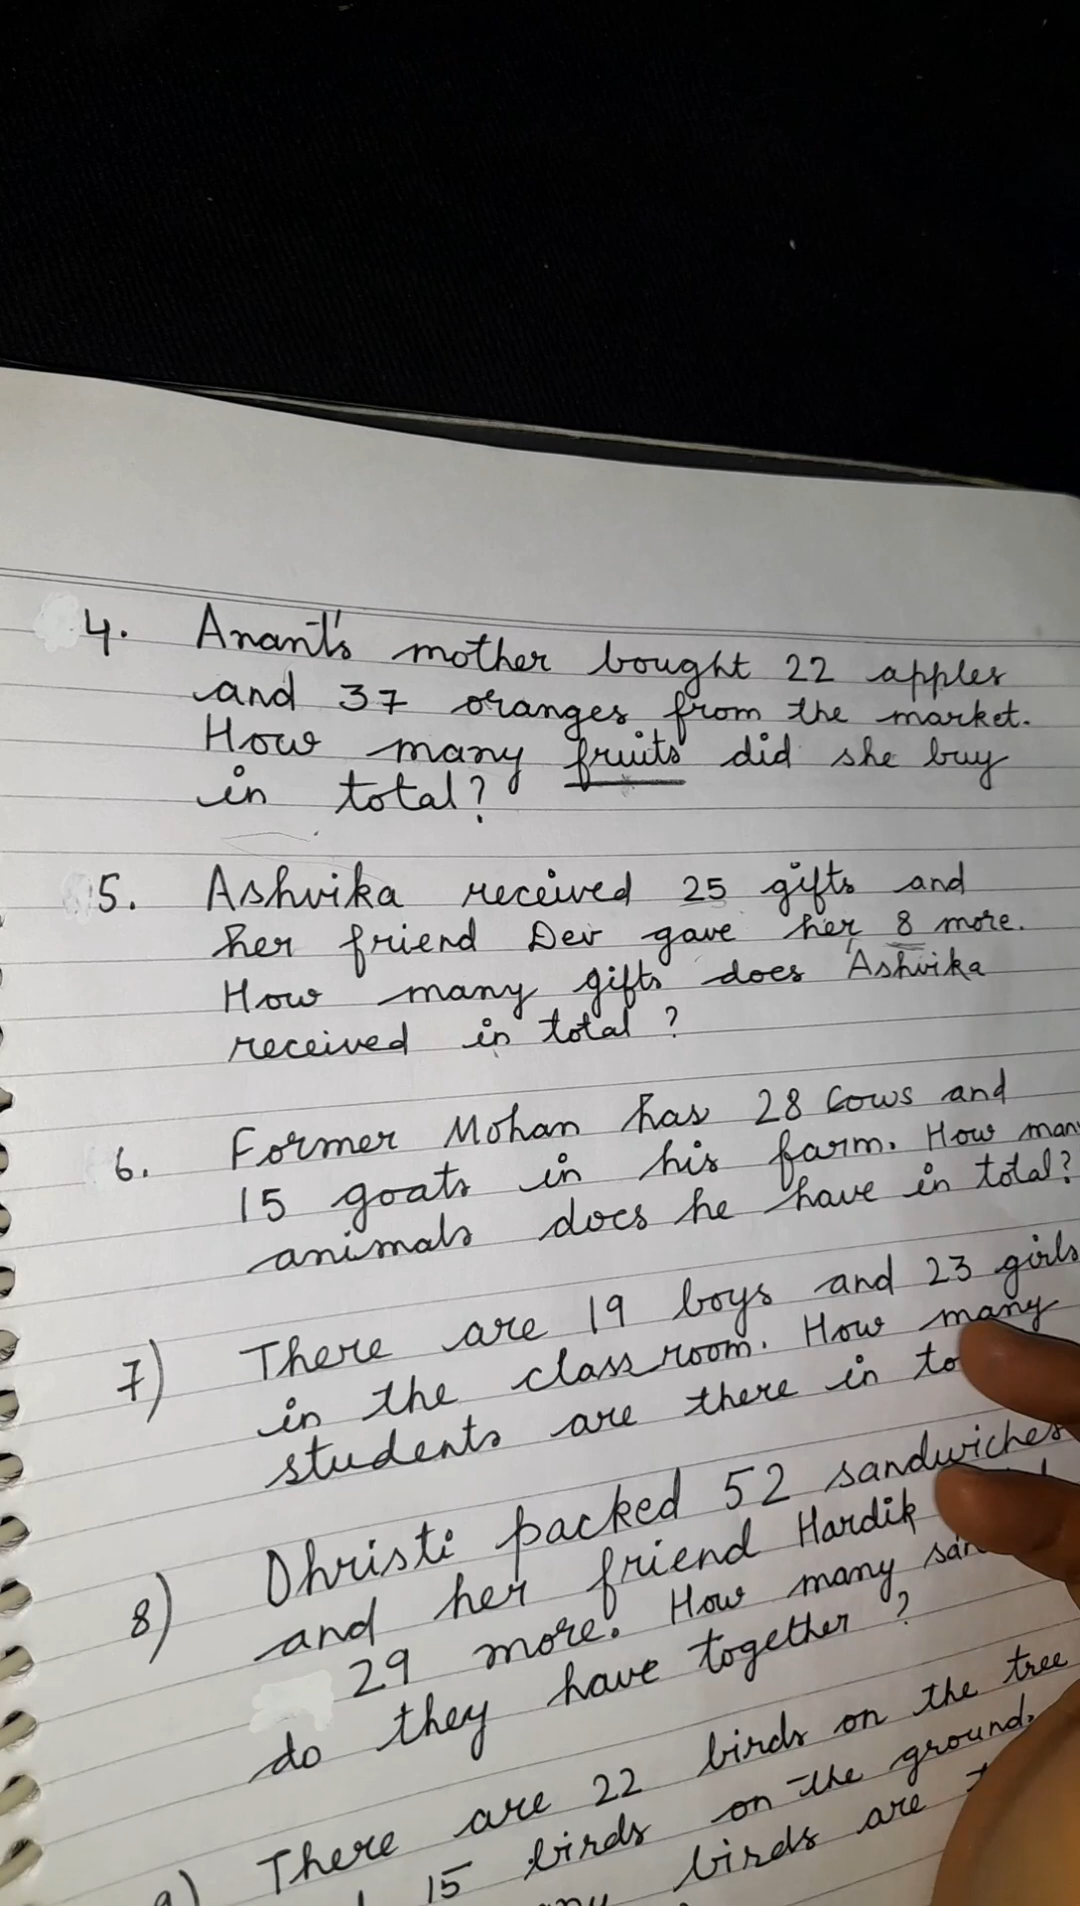 4. Anant's mother bought 22 apples
and 37 oranges from the market.
How many fruits did she buy
in total?
5. Ashvika received 25 gifts and
her friend Dev gave her 8 more.
How many gifts does Ashvika
received in total ?
6. Former Mohan has 28 Cows and
15 goats in his farm. How man
animals does he have in total?
7) There are 19 boys and 23 girls
in the classroom. How many
students are there in to
8) Dhristi packed 52 sandwiches
and her friend Hardik
29 more. How many san
do they have together ?
9) There are 22 birds on the tree
15 birds on the ground.
birds are